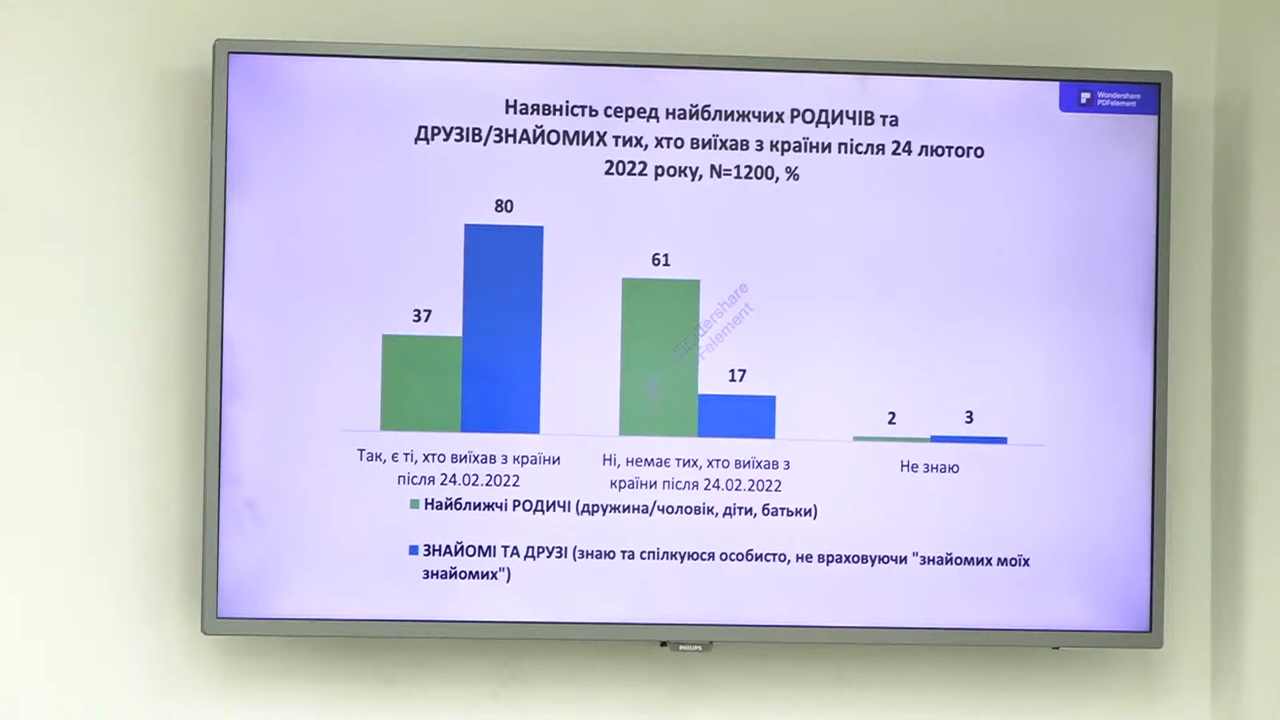 Wondershare
PDFelement
Наявність серед найближчих РОДИЧІВ та
ДРУЗІВ/ЗНАЙОМИХ тих, хто виїхав з країни після 24 лютого
2022 року, N=1200, %
80
61
37
17
2
3
Так, є ті, хто виїхав з країни
після 24.02.2022
Ні, немає тих, хто виїхав з
країни після 24.02.2022
Не знаю
Найближчі РОДИЧІ (дружина/чоловік, діти, батьки)
ЗНАЙОМІ ТА ДРУЗІ (знаю та спілкуюся особисто, не враховуючи "знайомих моїх
знайомих")
PHILIPS